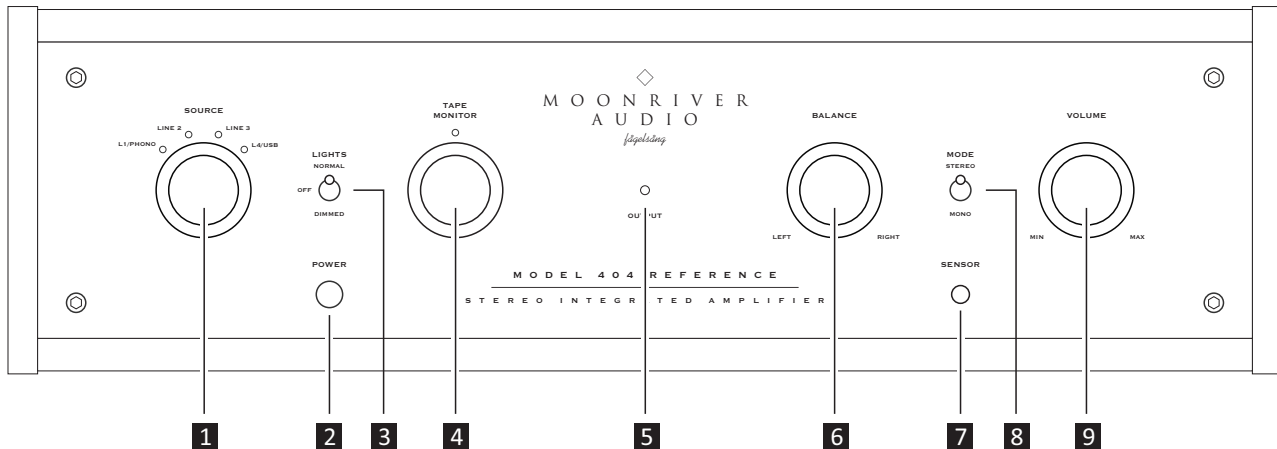 MOONRIVER
AUDIO
fågelsång
SOURCE
LINE 2
LINE 3
L1/PHONO
L4/USB
LIGHTS
NORMAL
OFF
DIMMED
POWER
TAPE
MONITOR
OUTPUT
BALANCE
LEFT
RIGHT
MODE
STEREO
MONO
SENSOR
VOLUME
MIN
MAX
MODEL 404 REFERENCE
STEREO INTEGRATED AMPLIFIER
1
2
3
4
5
6
7
8
9